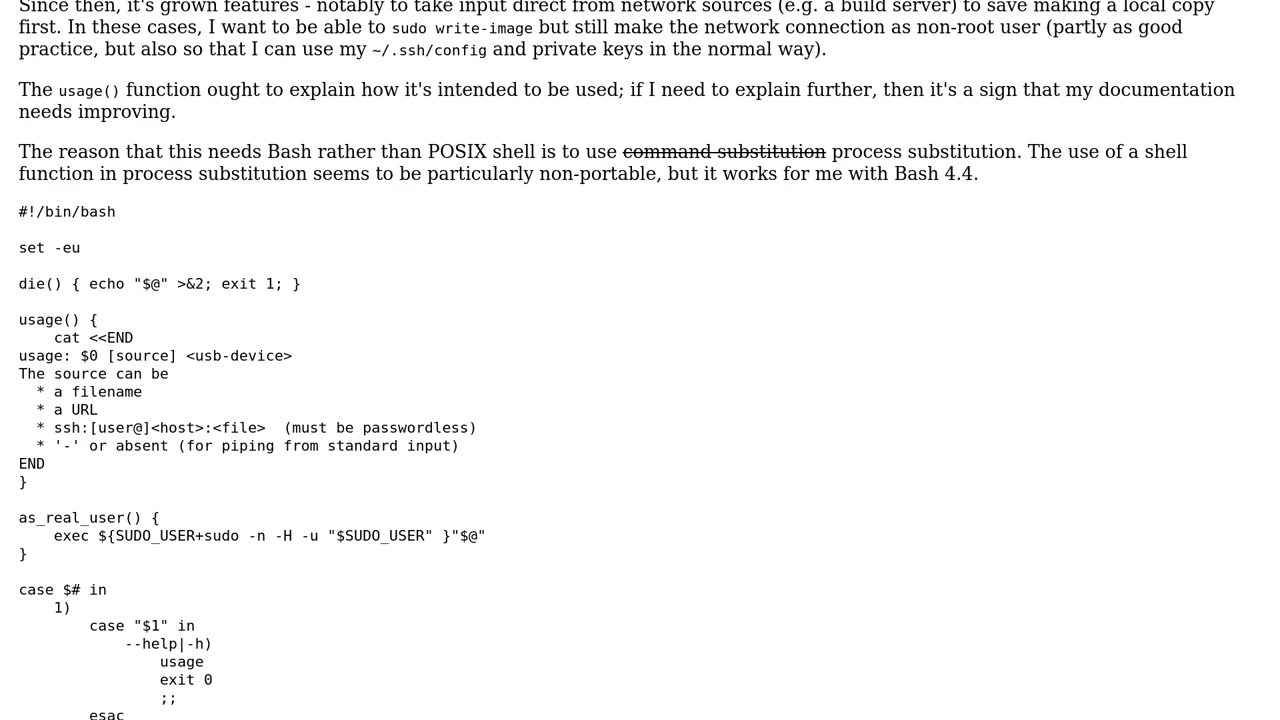 Since then, it's grown features - notably to take input direct from network sources (e.g. a build server) to save making a local copy
first. In these cases, I want to be able to sudo write-image but still make the network connection as non-root user (partly as good
practice, but also so that I can use my ~/.ssh/config and private keys in the normal way).
The usage() function ought to explain how it's intended to be used; if I need to explain further, then it's a sign that my documentation
needs improving.
The reason that this needs Bash rather than POSIX shell is to use command substitution process substitution. The use of a shell
function in process substitution seems to be particularly non-portable, but it works for me with Bash 4.4.
#!/bin/bash
set -eu
die() { echo "$@" >&2; exit 1; }
usage() {
    cat <<END
usage: $0 [source] <usb-device>
The source can be
  * a filename
  * a URL
  * ssh:[user@]<host>:<file>  (must be passwordless)
  * '-' or absent (for piping from standard input)
END
}
as_real_user() {
    exec ${SUDO_USER+sudo -n -H -u "$SUDO_USER" }"$@"
}
case $# in
    1)
        case "$1" in
            --help|-h)
                usage
                exit 0
                ;;
        esac